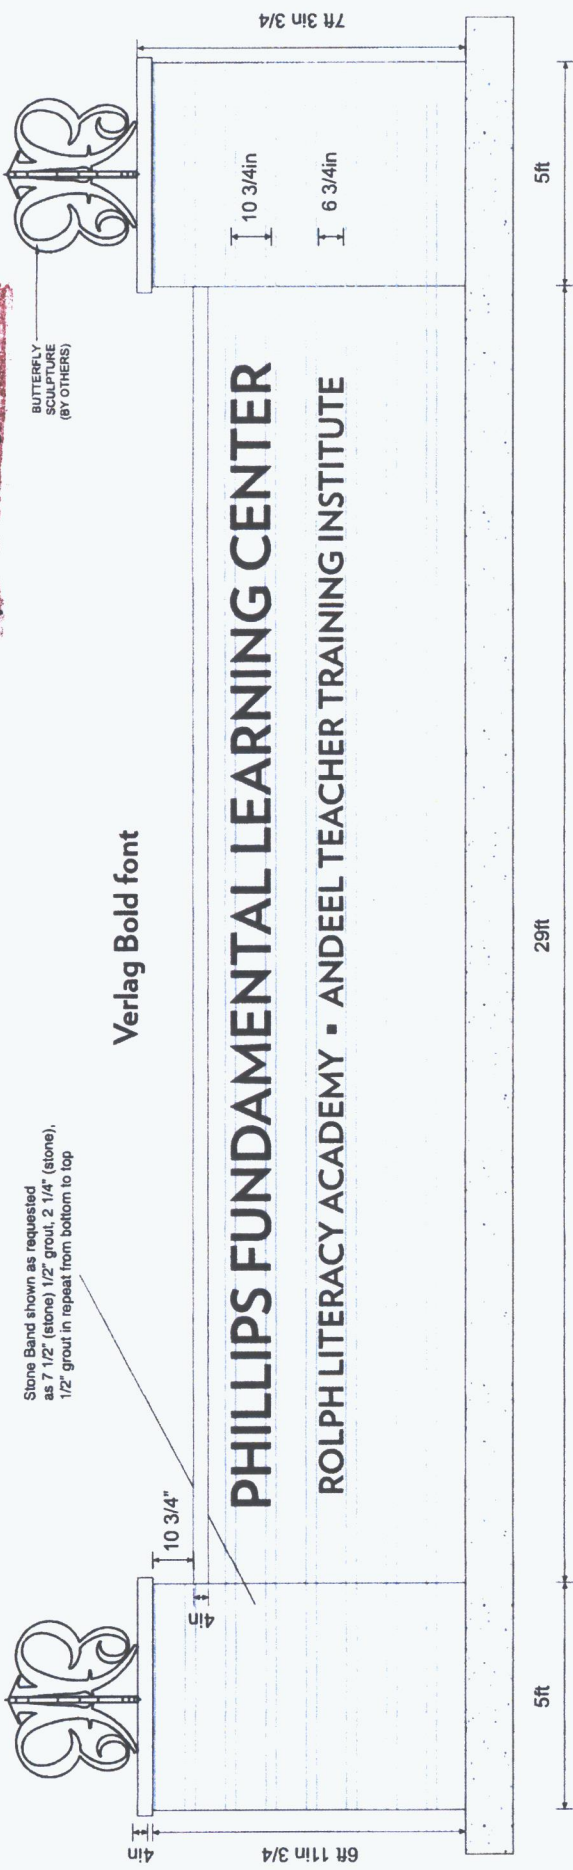 BUTTERFLY
SCULPTURE
(BY OTHERS)
Stone Band shown as requested
as 7 1/2" (stone) 1/2" grout, 2 1/4" (stone),
1/2" grout in repeat from bottom to top
Verlag Bold font
4in
7ft 3in 3/4
10 3/4"
4in
10 3/4in
6 3/4in
PHILLIPS FUNDAMENTAL LEARNING CENTER
ROLPH LITERACY ACADEMY ▪ ANDEEL TEACHER TRAINING INSTITUTE
6ft 11in 3/4
5ft
29ft
5ft